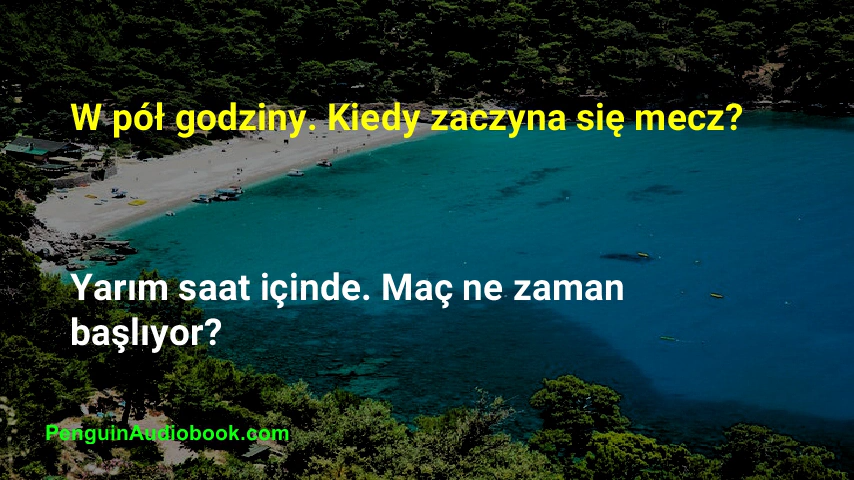 W pół godziny. Kiedy zaczyna się mecz?
Yarım saat içinde. Maç ne zaman
başlıyor?
PenguinAudiobook.com